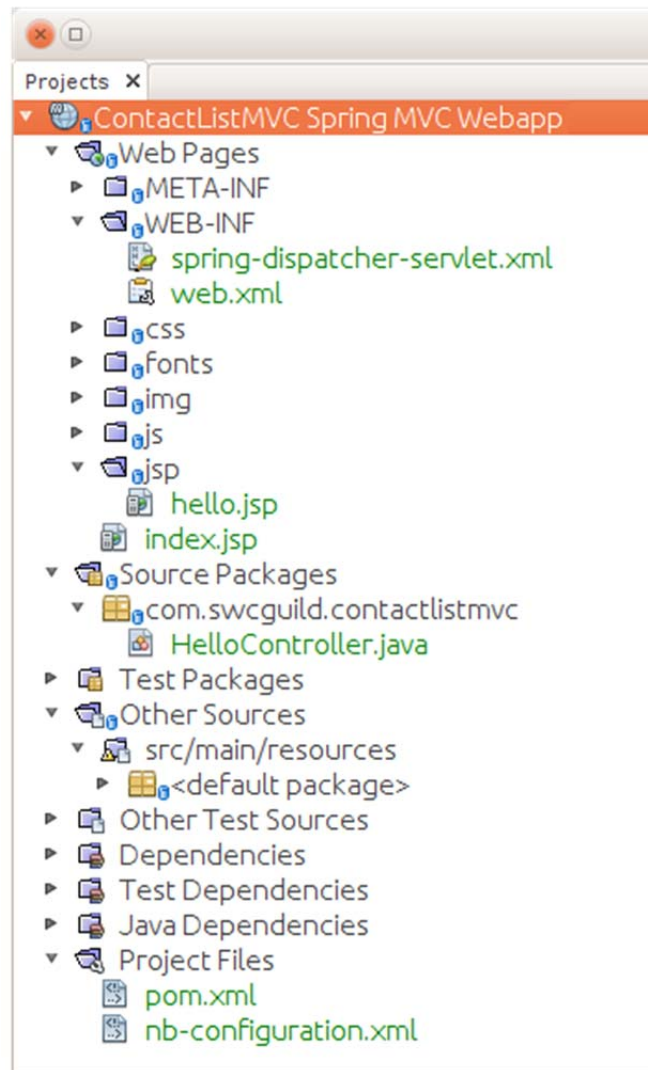 Projects
ContactListMVC Spring MVC Webapp
Web Pages
META-INF
WEB-INF
spring-dispatcher-servlet.xml
web.xml
css
fonts
img
js
jsp
hello.jsp
index.jsp
Source Packages
com.swcguild.contactlistmvc
HelloController.java
Test Packages
Other Sources
src/main/resources
<default package>
Other Test Sources
Dependencies
Test Dependencies
Java Dependencies
Project Files
pom.xml
nb-configuration.xml